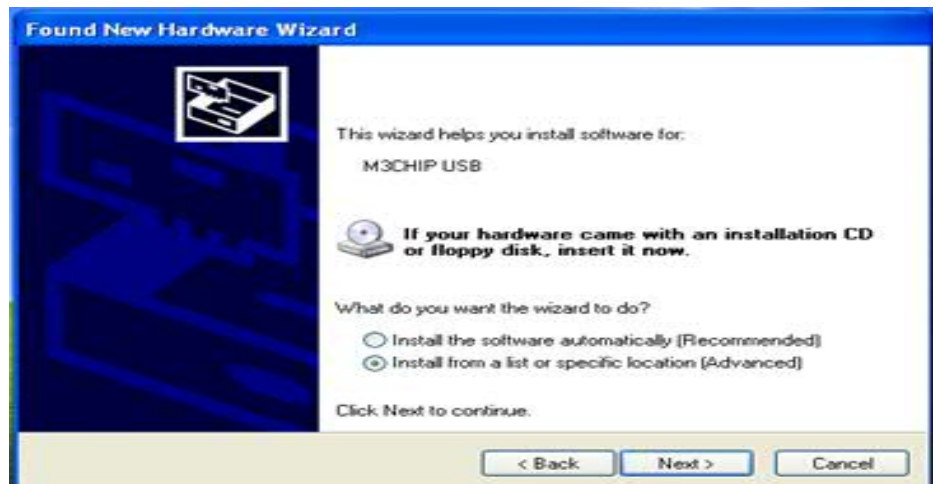 Found New Hardware Wizard
This wizard helps you install software for:
M3CHIP USB
If your hardware came with an installation CD
or floppy disk, insert it now.
What do you want the wizard to do?
Install the software automatically (Recommended)
Install from a list or specific location (Advanced)
Click Next to continue.
< Back
Next >
Cancel